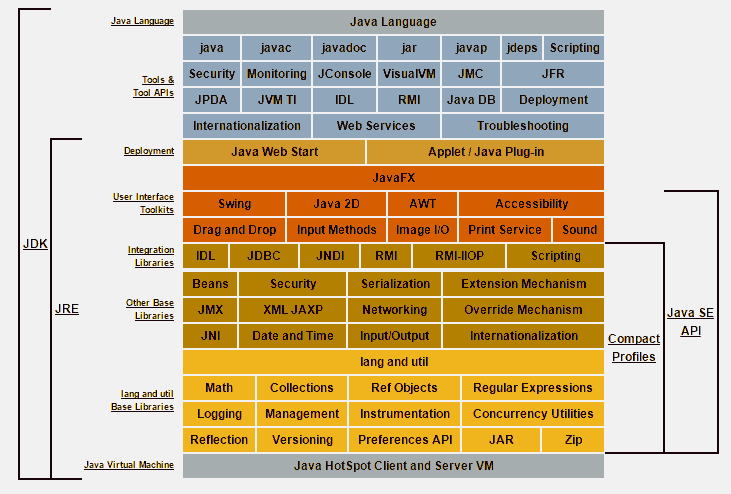 Java Language Java Language
java javac javadoc jar javap jdeps Scripting
Tools & Tool APIs
Security Monitoring JConsole VisualVM JMC JFR
JPDA JVM TI IDL RMI Java DB Deployment
Internationalization Web Services Troubleshooting
Deployment Java Web Start Applet / Java Plug-in
JavaFX
User Interface
Toolkits
Swing Java 2D AWT Accessibility
Drag and Drop Input Methods Image I/O Print Service Sound
Integration
Libraries
IDL JDBC JNDI RMI RMI-IIOP Scripting
Beans Security Serialization Extension Mechanism
Other Base
Libraries
JMX XML JAXP Networking Override Mechanism
JNI Date and Time Input/Output Internationalization
lang and util
lang and util
Base Libraries
Math Collections Ref Objects Regular Expressions
Logging Management Instrumentation Concurrency Utilities
Reflection Versioning Preferences API JAR Zip
Java Virtual Machine Java HotSpot Client and Server VM
JDK
JRE
Compact
Profiles
Java SE
API